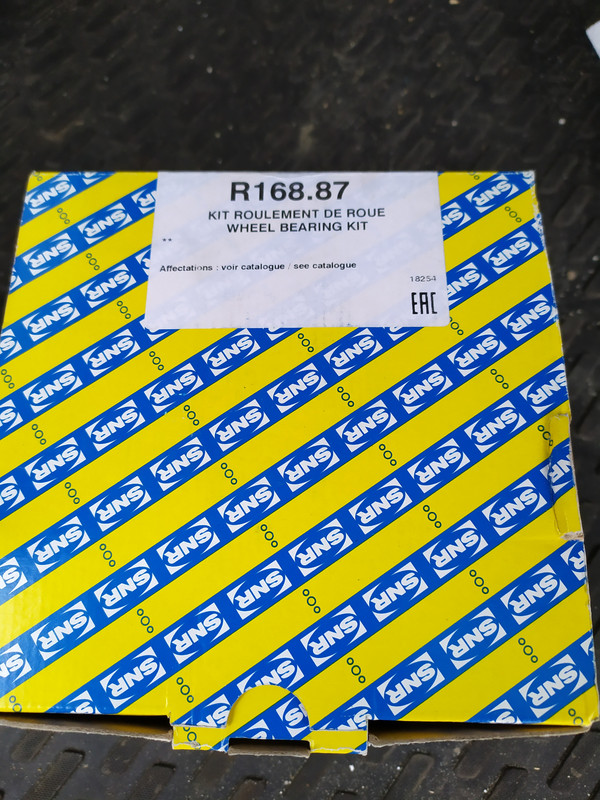 R168.87
KIT ROULEMENT DE ROUE
WHEEL BEARING KIT
**
Affectations : voir catalogue / see catalogue
18254
EAC
SNR